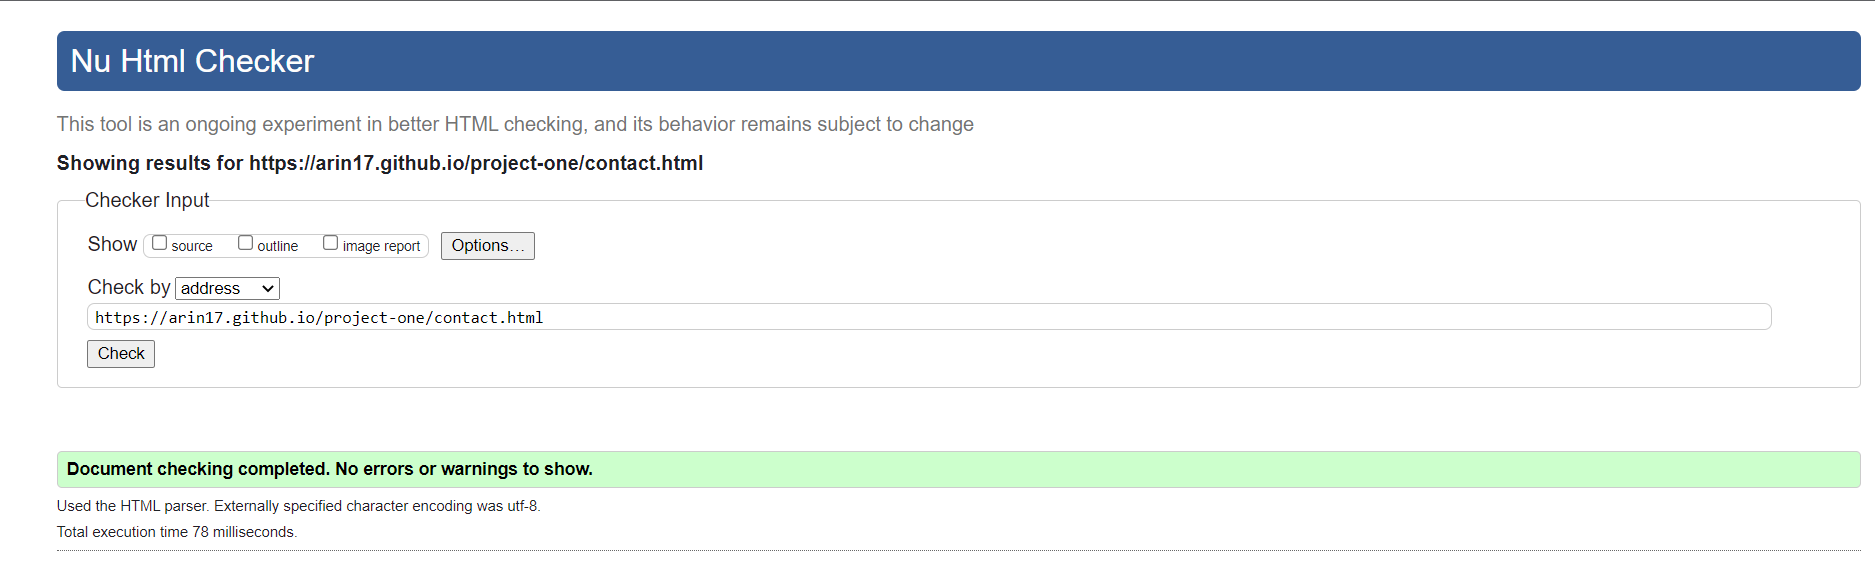 Nu Html Checker
This tool is an ongoing experiment in better HTML checking, and its behavior remains subject to change
Showing results for https://arin17.github.io/project-one/contact.html
Checker Input
Show source outline image report Options...
Check by address
https://arin17.github.io/project-one/contact.html
Check
Document checking completed. No errors or warnings to show.
Used the HTML parser. Externally specified character encoding was utf-8.
Total execution time 78 milliseconds.